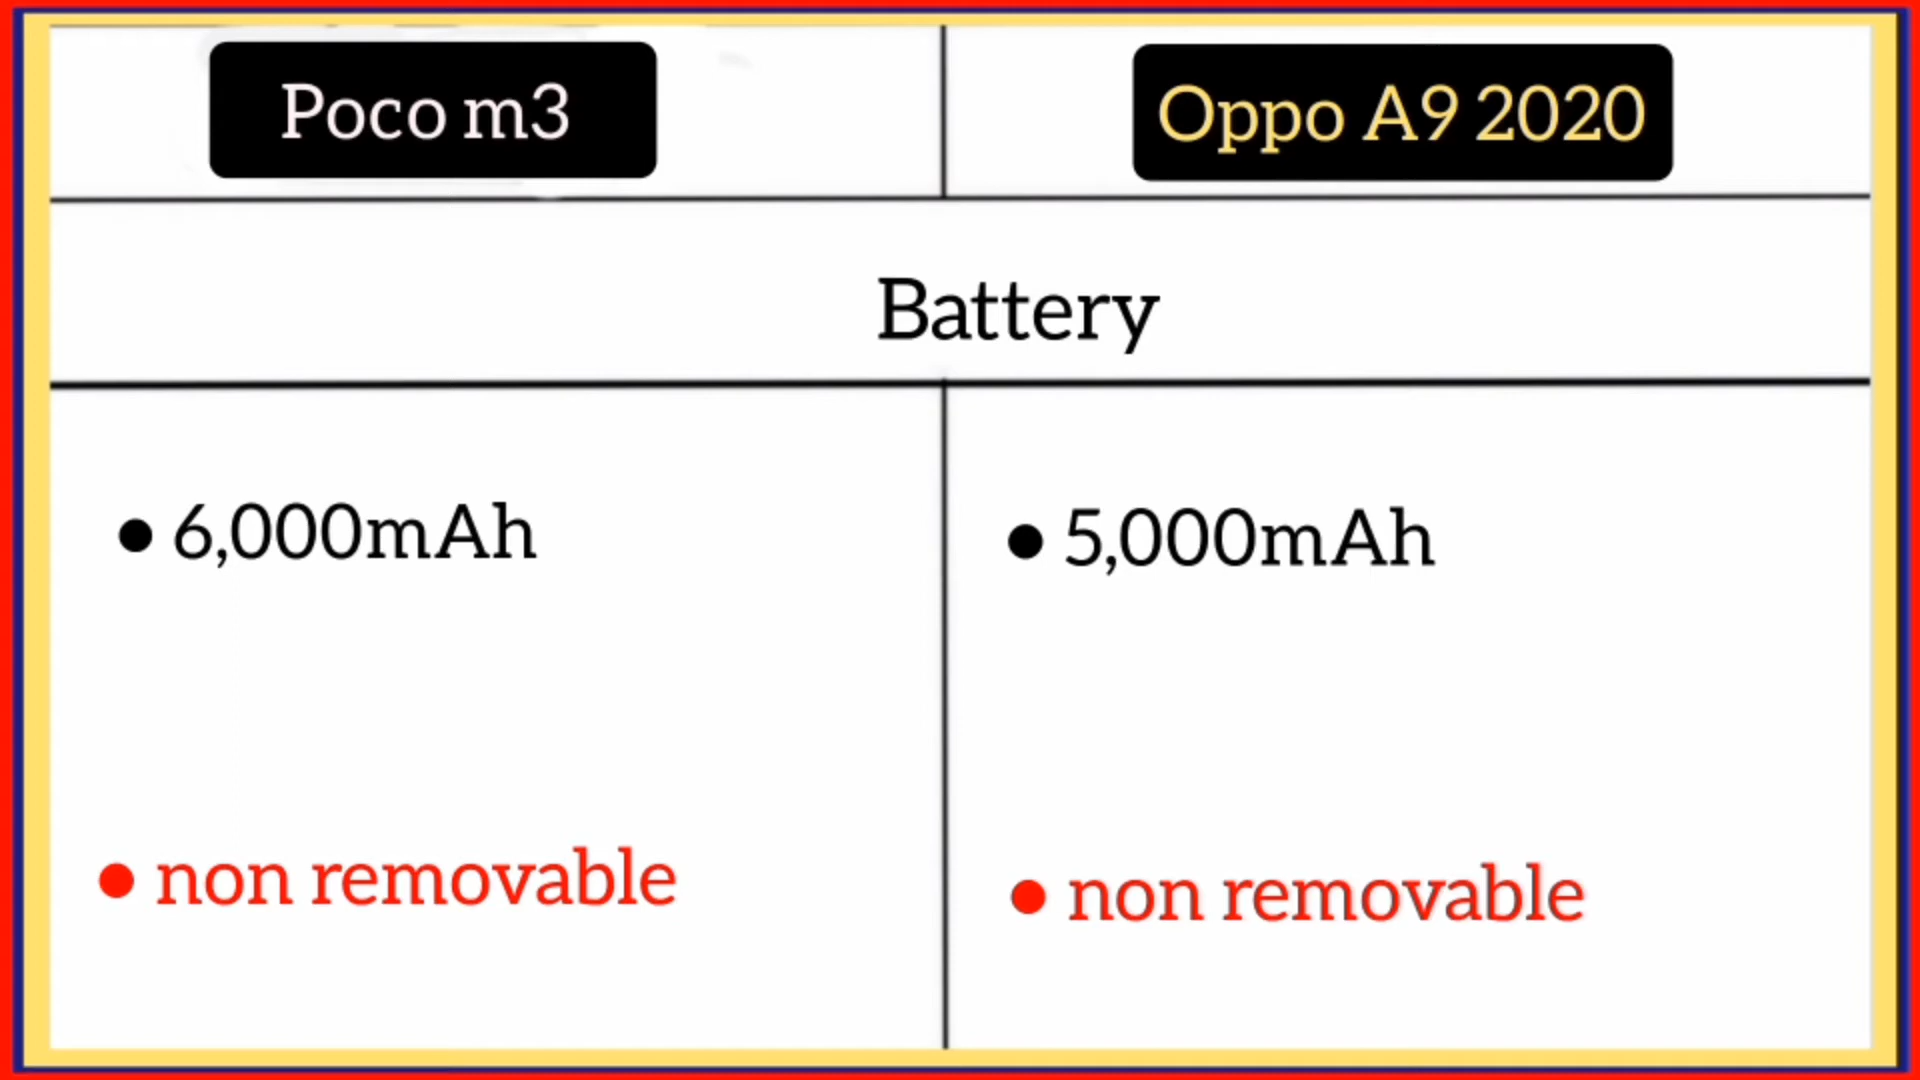 Poco m3
Oppo A9 2020
Battery
• 6,000mAh
• 5,000mAh
• non removable
• non removable